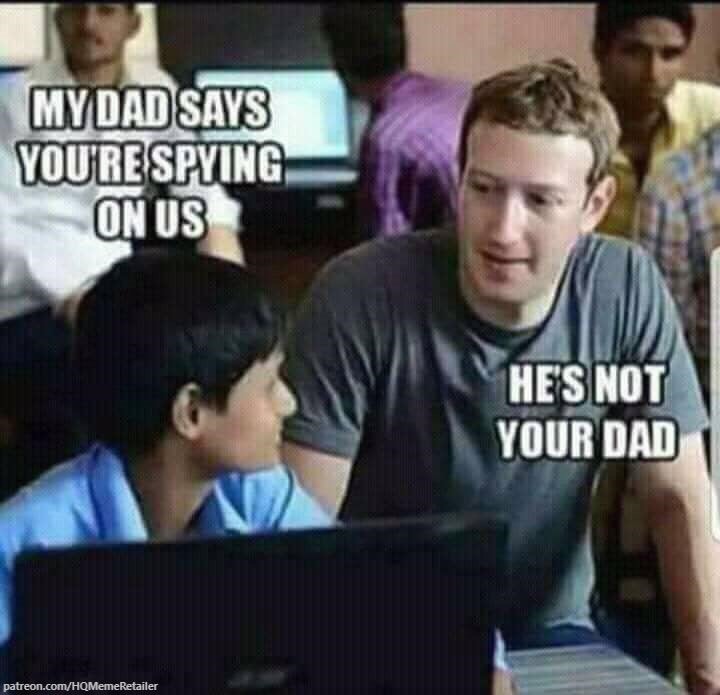 MY DAD SAYS
YOU'RE SPYING
ON US
HE'S NOT
YOUR DAD
patreon.com/HQMemeRetailer